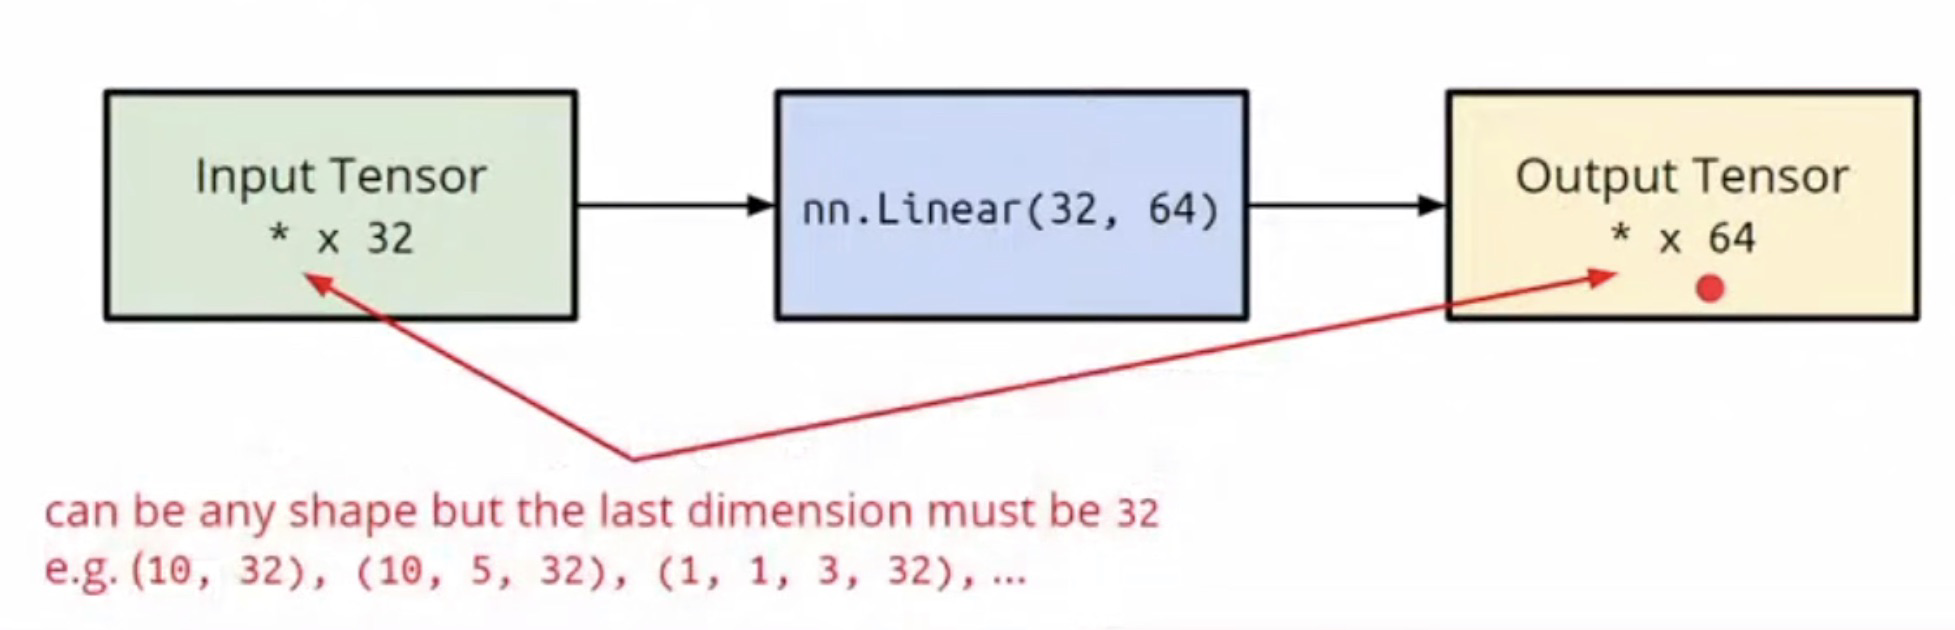 Input Tensor
* x 32
nn.Linear(32, 64)
Output Tensor
* x 64
can be any shape but the last dimension must be 32
e.g. (10, 32), (10, 5, 32), (1, 1, 3, 32), …